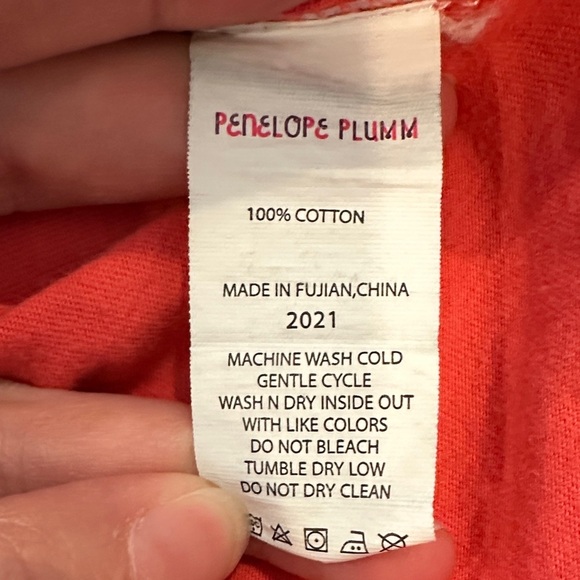 PENELOPE PLUMM
100% COTTON
MADE IN FUJIAN,CHINA
2021
MACHINE WASH COLD
GENTLE CYCLE
WASH N DRY INSIDE OUT
WITH LIKE COLORS
DO NOT BLEACH
TUMBLE DRY LOW
DO NOT DRY CLEAN